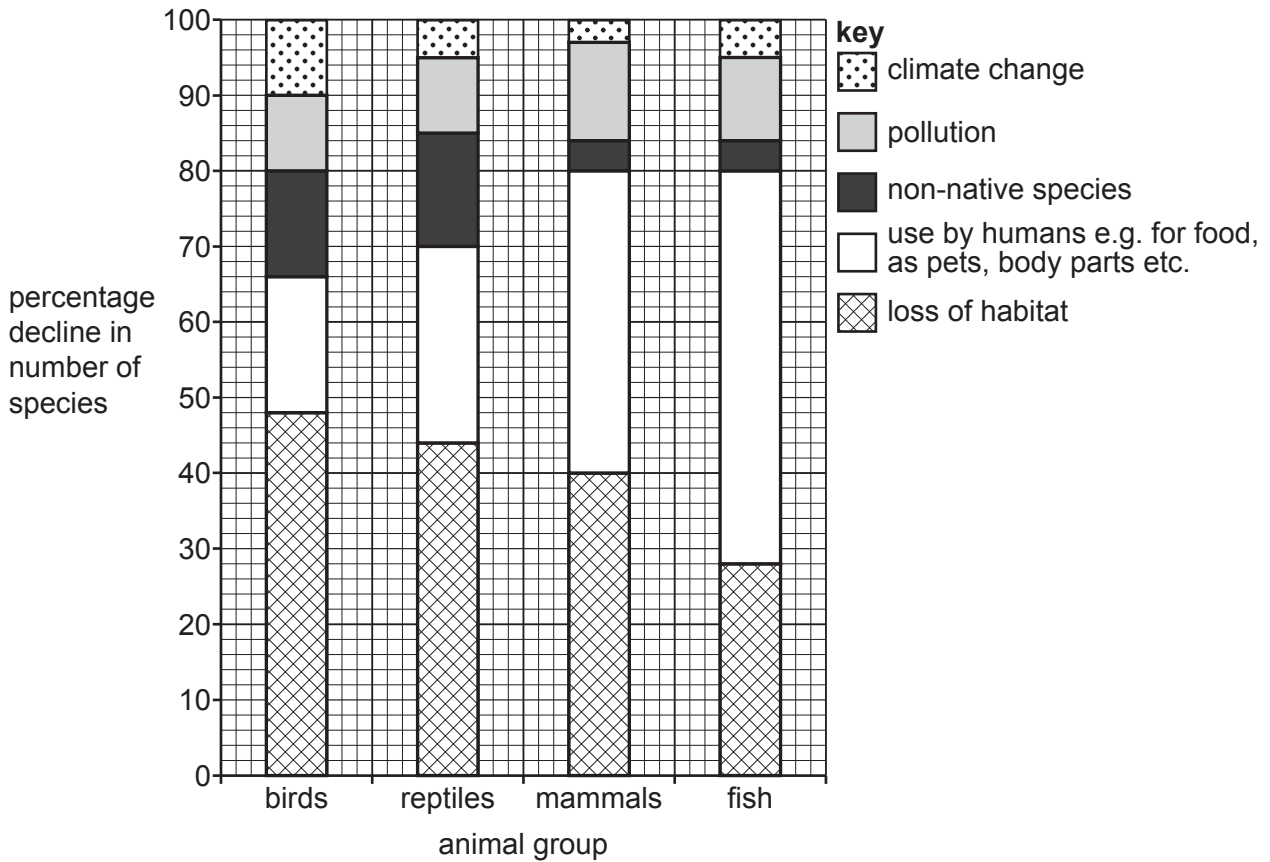 100
90
80
70
60
50
40
30
20
10
0
percentage
decline in
number of
species
birds
reptiles
mammals
fish
animal group
key
climate change
pollution
non-native species
use by humans e.g. for food,
as pets, body parts etc.
loss of habitat